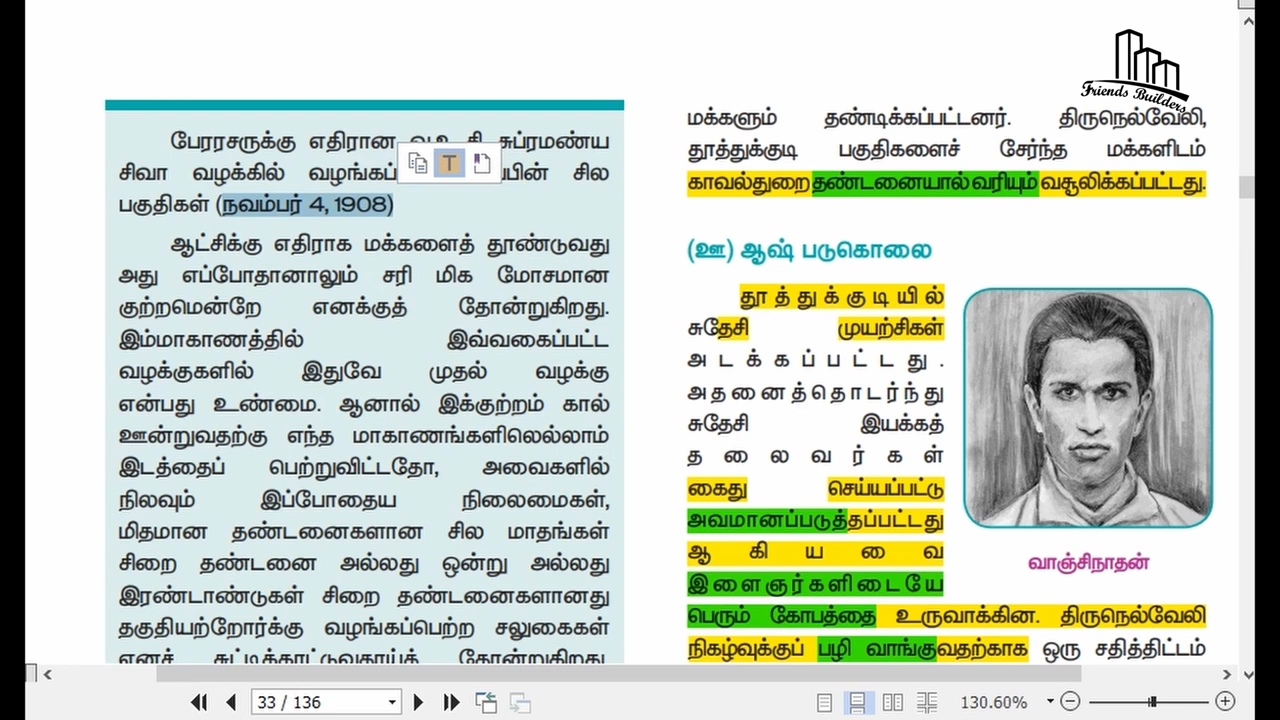 Friends Builders
பேரரசருக்கு எதிரான வ.உ.சி சுப்ரமண்ய
சிவா வழக்கில் சில
பகுதிகள் (நவம்பர் 4, 1908)
ஆட்சிக்கு எதிராக மக்களைத் தூண்டுவது
அது எப்போதானாலும் சரி மிக மோசமான
குற்றமென்றே எனக்குத் தோன்றுகிறது.
இம்மாகாணத்தில் இவ்வகைப்பட்ட
வழக்குகளில் இதுவே முதல் வழக்கு
என்பது உண்மை. ஆனால் இக்குற்றம் கால்
ஊன்றுவதற்கு எந்த மாகாணங்களிலெல்லாம்
இடத்தைப் பெற்றுவிட்டதோ, அவைகளில்
நிலவும் இப்போதைய நிலைமைகள்,
மிதமான தண்டனைகளான சில மாதங்கள்
சிறை தண்டனை அல்லது ஒன்று அல்லது
இரண்டாண்டுகள் சிறை தண்டனைகளானது
தகுதியற்றோர்க்கு வழங்கப்பெற்ற சலுகைகள்
எனச் சுட்டிக்காட்டுவதாய்த் தோன்றுகிறது.
மக்களும் தண்டிக்கப்பட்டனர். திருநெல்வேலி,
தூத்துக்குடி பகுதிகளைச் சேர்ந்த மக்களிடம்
காவல்துறை தண்டனையால் வரியும் வசூலிக்கப்பட்டது.
(ஊ) ஆஷ் படுகொலை
தூத்துக்குடியில்
சுதேசி முயற்சிகள்
அடக்கப்பட்டது.
அதனைத்தொடர்ந்து
சுதேசி இயக்கத்
தலைவர்கள்
கைது செய்யப்பட்டு
அவமானப்படுத்தப்பட்டது
ஆகியவை
இளைஞர்களிடையே
பெரும் கோபத்தை உருவாக்கின. திருநெல்வேலி
நிகழ்வுக்குப் பழி வாங்குவதற்காக ஒரு சதித்திட்டம்
வாஞ்சிநாதன்
33 / 136
130.60%